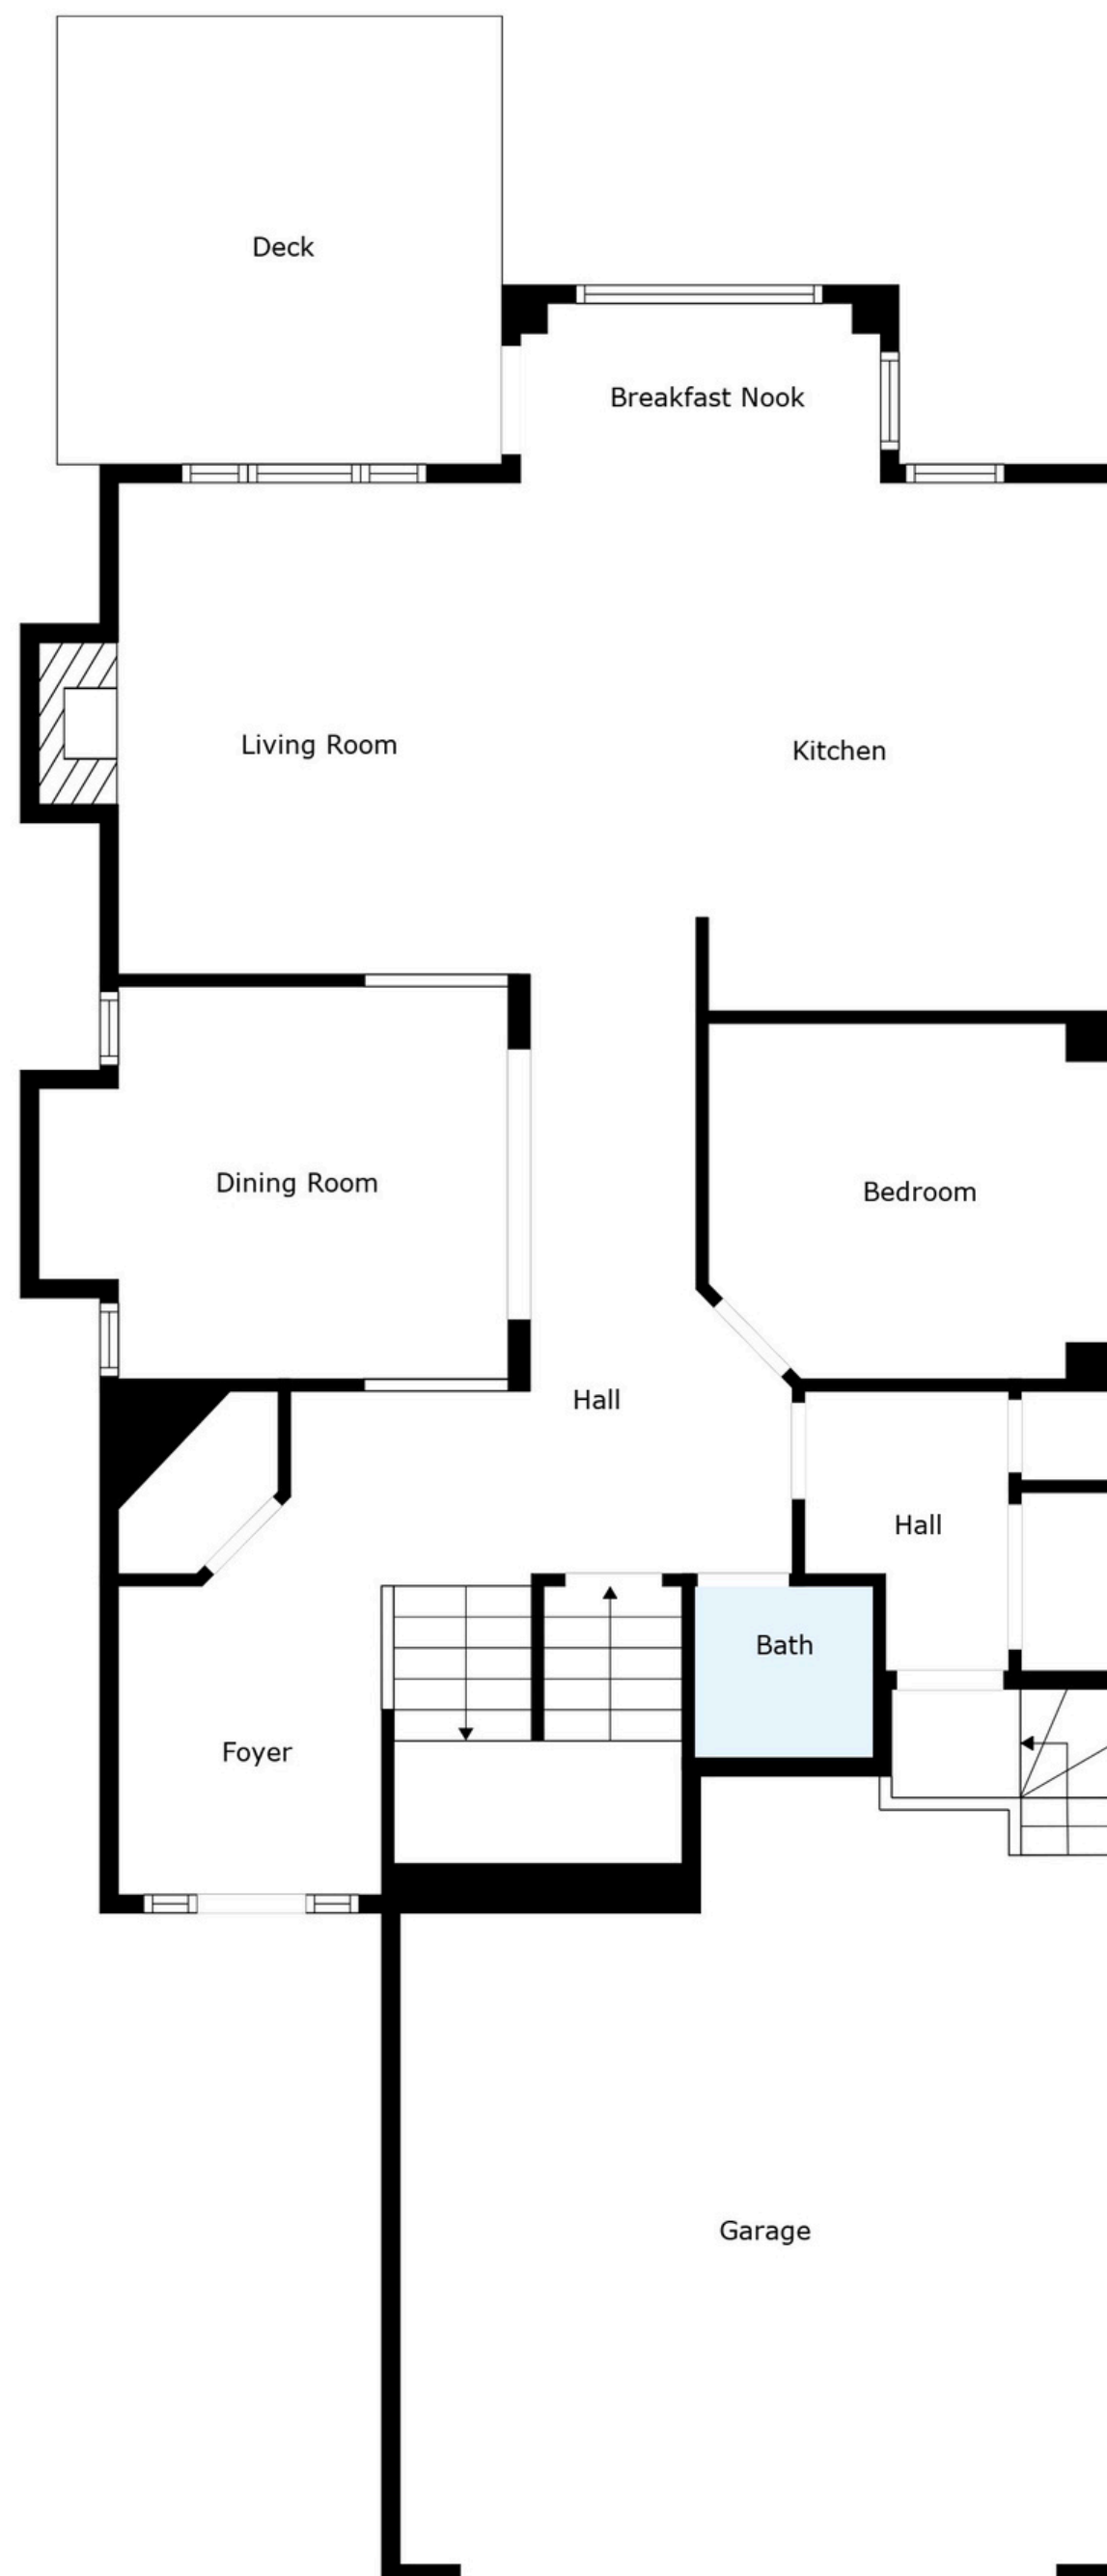 Deck
Breakfast Nook
Living Room
Kitchen
Dining Room
Bedroom
Hall
Hall
Bath
Foyer
Garage